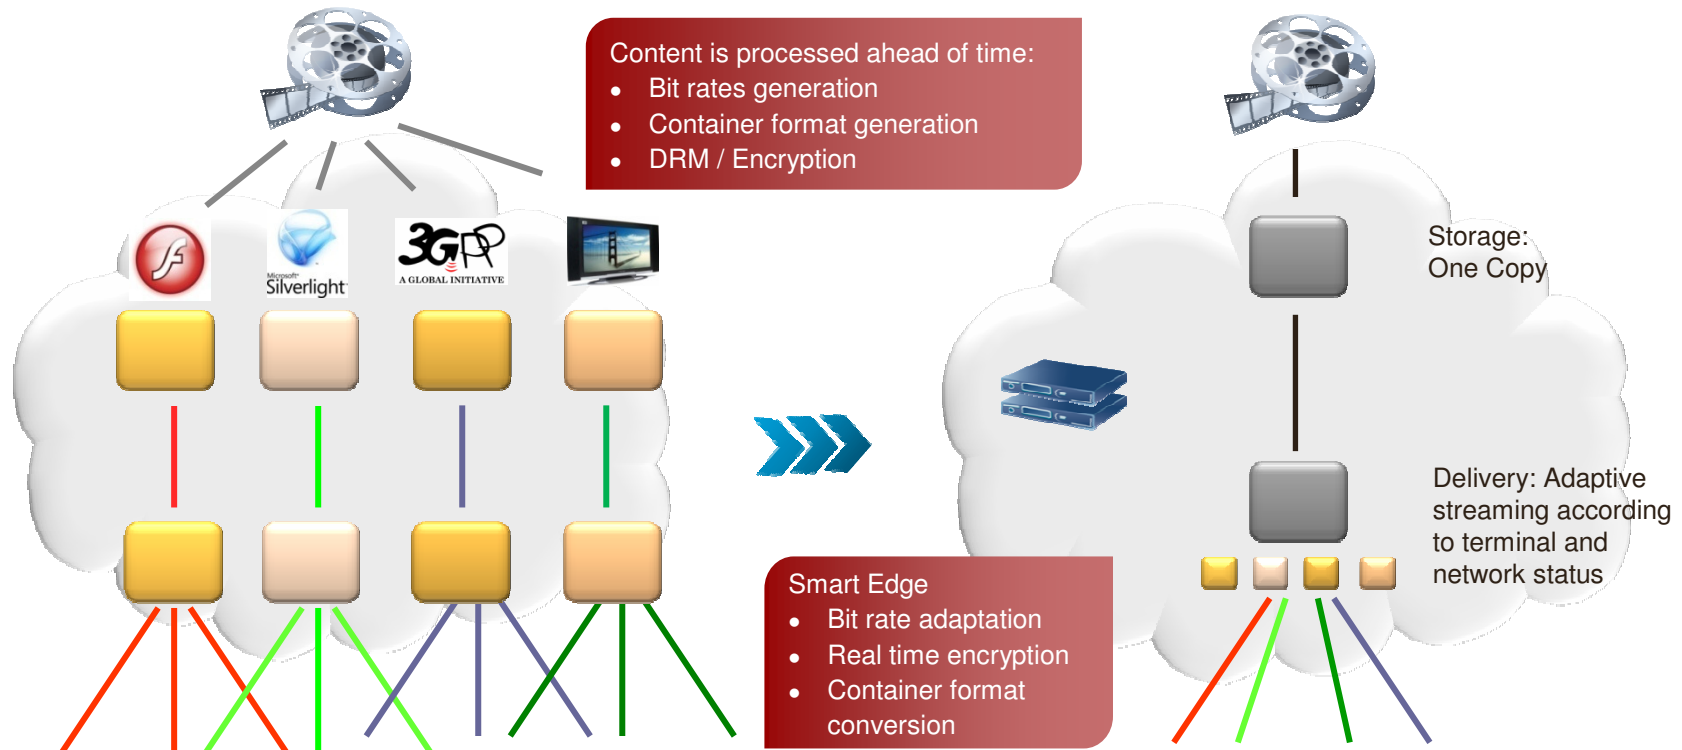 Content is processed ahead of time:
● Bit rates generation
● Container format generation
● DRM / Encryption
Microsoft®
Silverlight
3GPP
A GLOBAL INITIATIVE
Storage:
One Copy
Delivery: Adaptive
streaming according
to terminal and
network status
Smart Edge
● Bit rate adaptation
● Real time encryption
● Container format
conversion